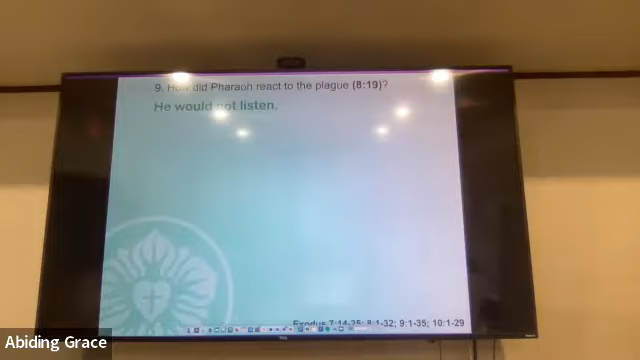 9. How did Pharaoh react to the plague (8:19)?
He would not listen.
Exodus 7:14-25; 8:1-32; 9:1-35; 10:1-29
Abiding Grace